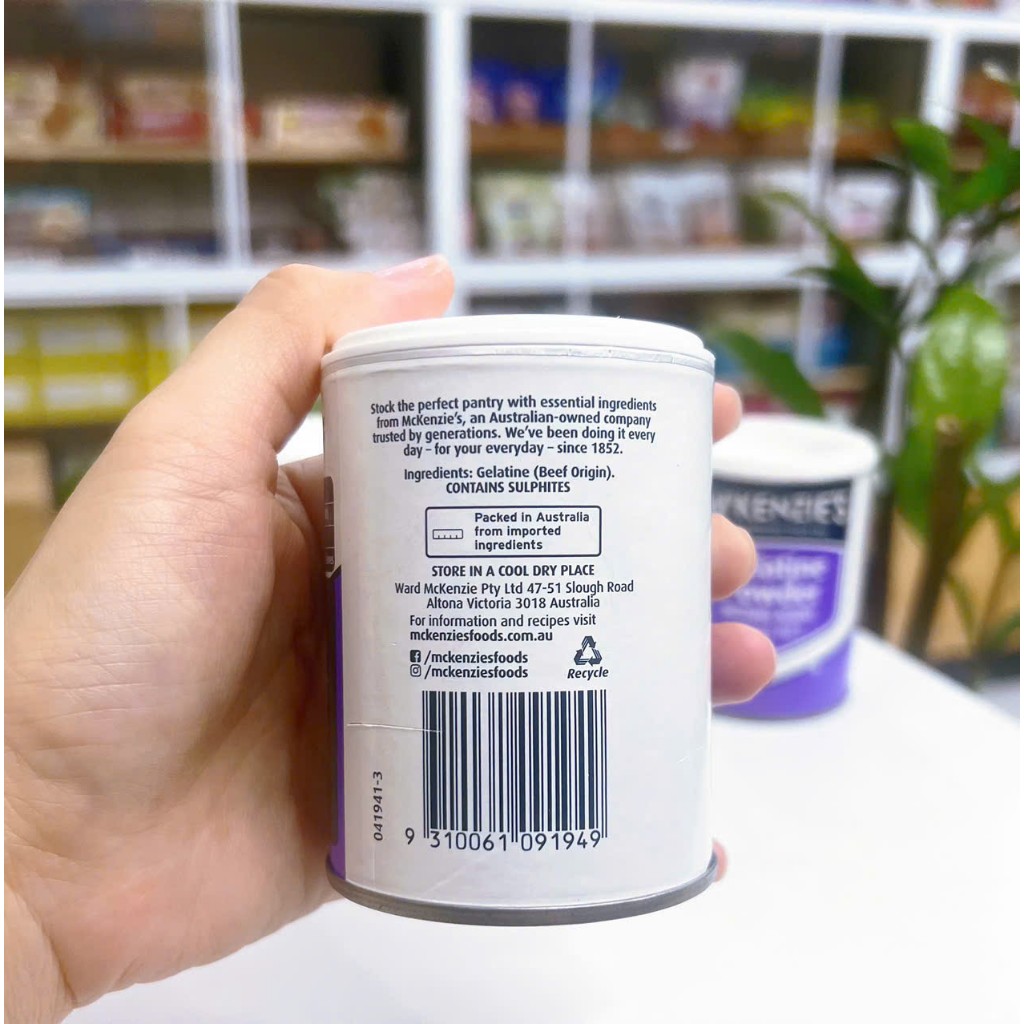 Stock the perfect pantry with essential ingredients
from McKenzie's, an Australian-owned company
trusted by generations. We've been doing it every
day – for your everyday – since 1852.
Ingredients: Gelatine (Beef Origin).
CONTAINS SULPHITES
Packed in Australia
from imported
ingredients
STORE IN A COOL DRY PLACE
Ward McKenzie Pty Ltd 47-51 Slough Road
Altona Victoria 3018 Australia
For information and recipes visit
mckenziesfoods.com.au
/mckenziesfoods
/mckenziesfoods
Recycle
041941-3
9 310061 091949
KENZIE'S